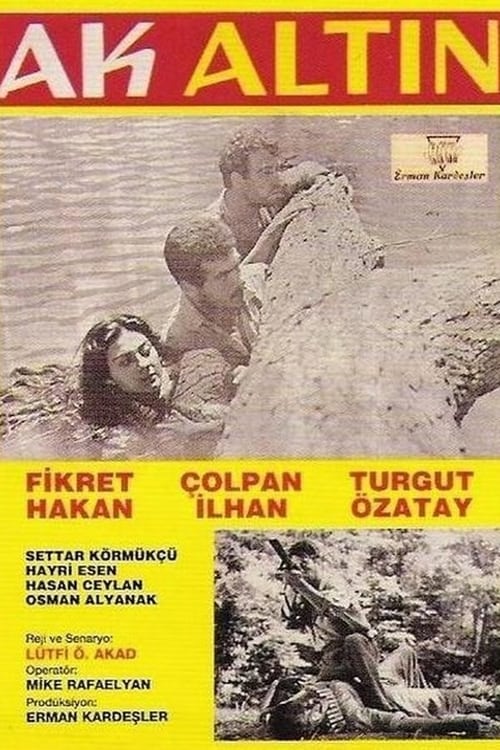 AK ALTIN
Erman Kardeşler
FİKRET HAKAN
ÇOLPAN İLHAN
TURGUT ÖZATAY
SETTAR KÖRMÜKÇÜ
HAYRİ ESEN
HASAN CEYLAN
OSMAN ALYANAK
Reji ve Senaryo:
LÜTFİ Ö. AKAD
Operatör:
MİKE RAFAELYAN
Prodüksiyon:
ERMAN KARDEŞLER